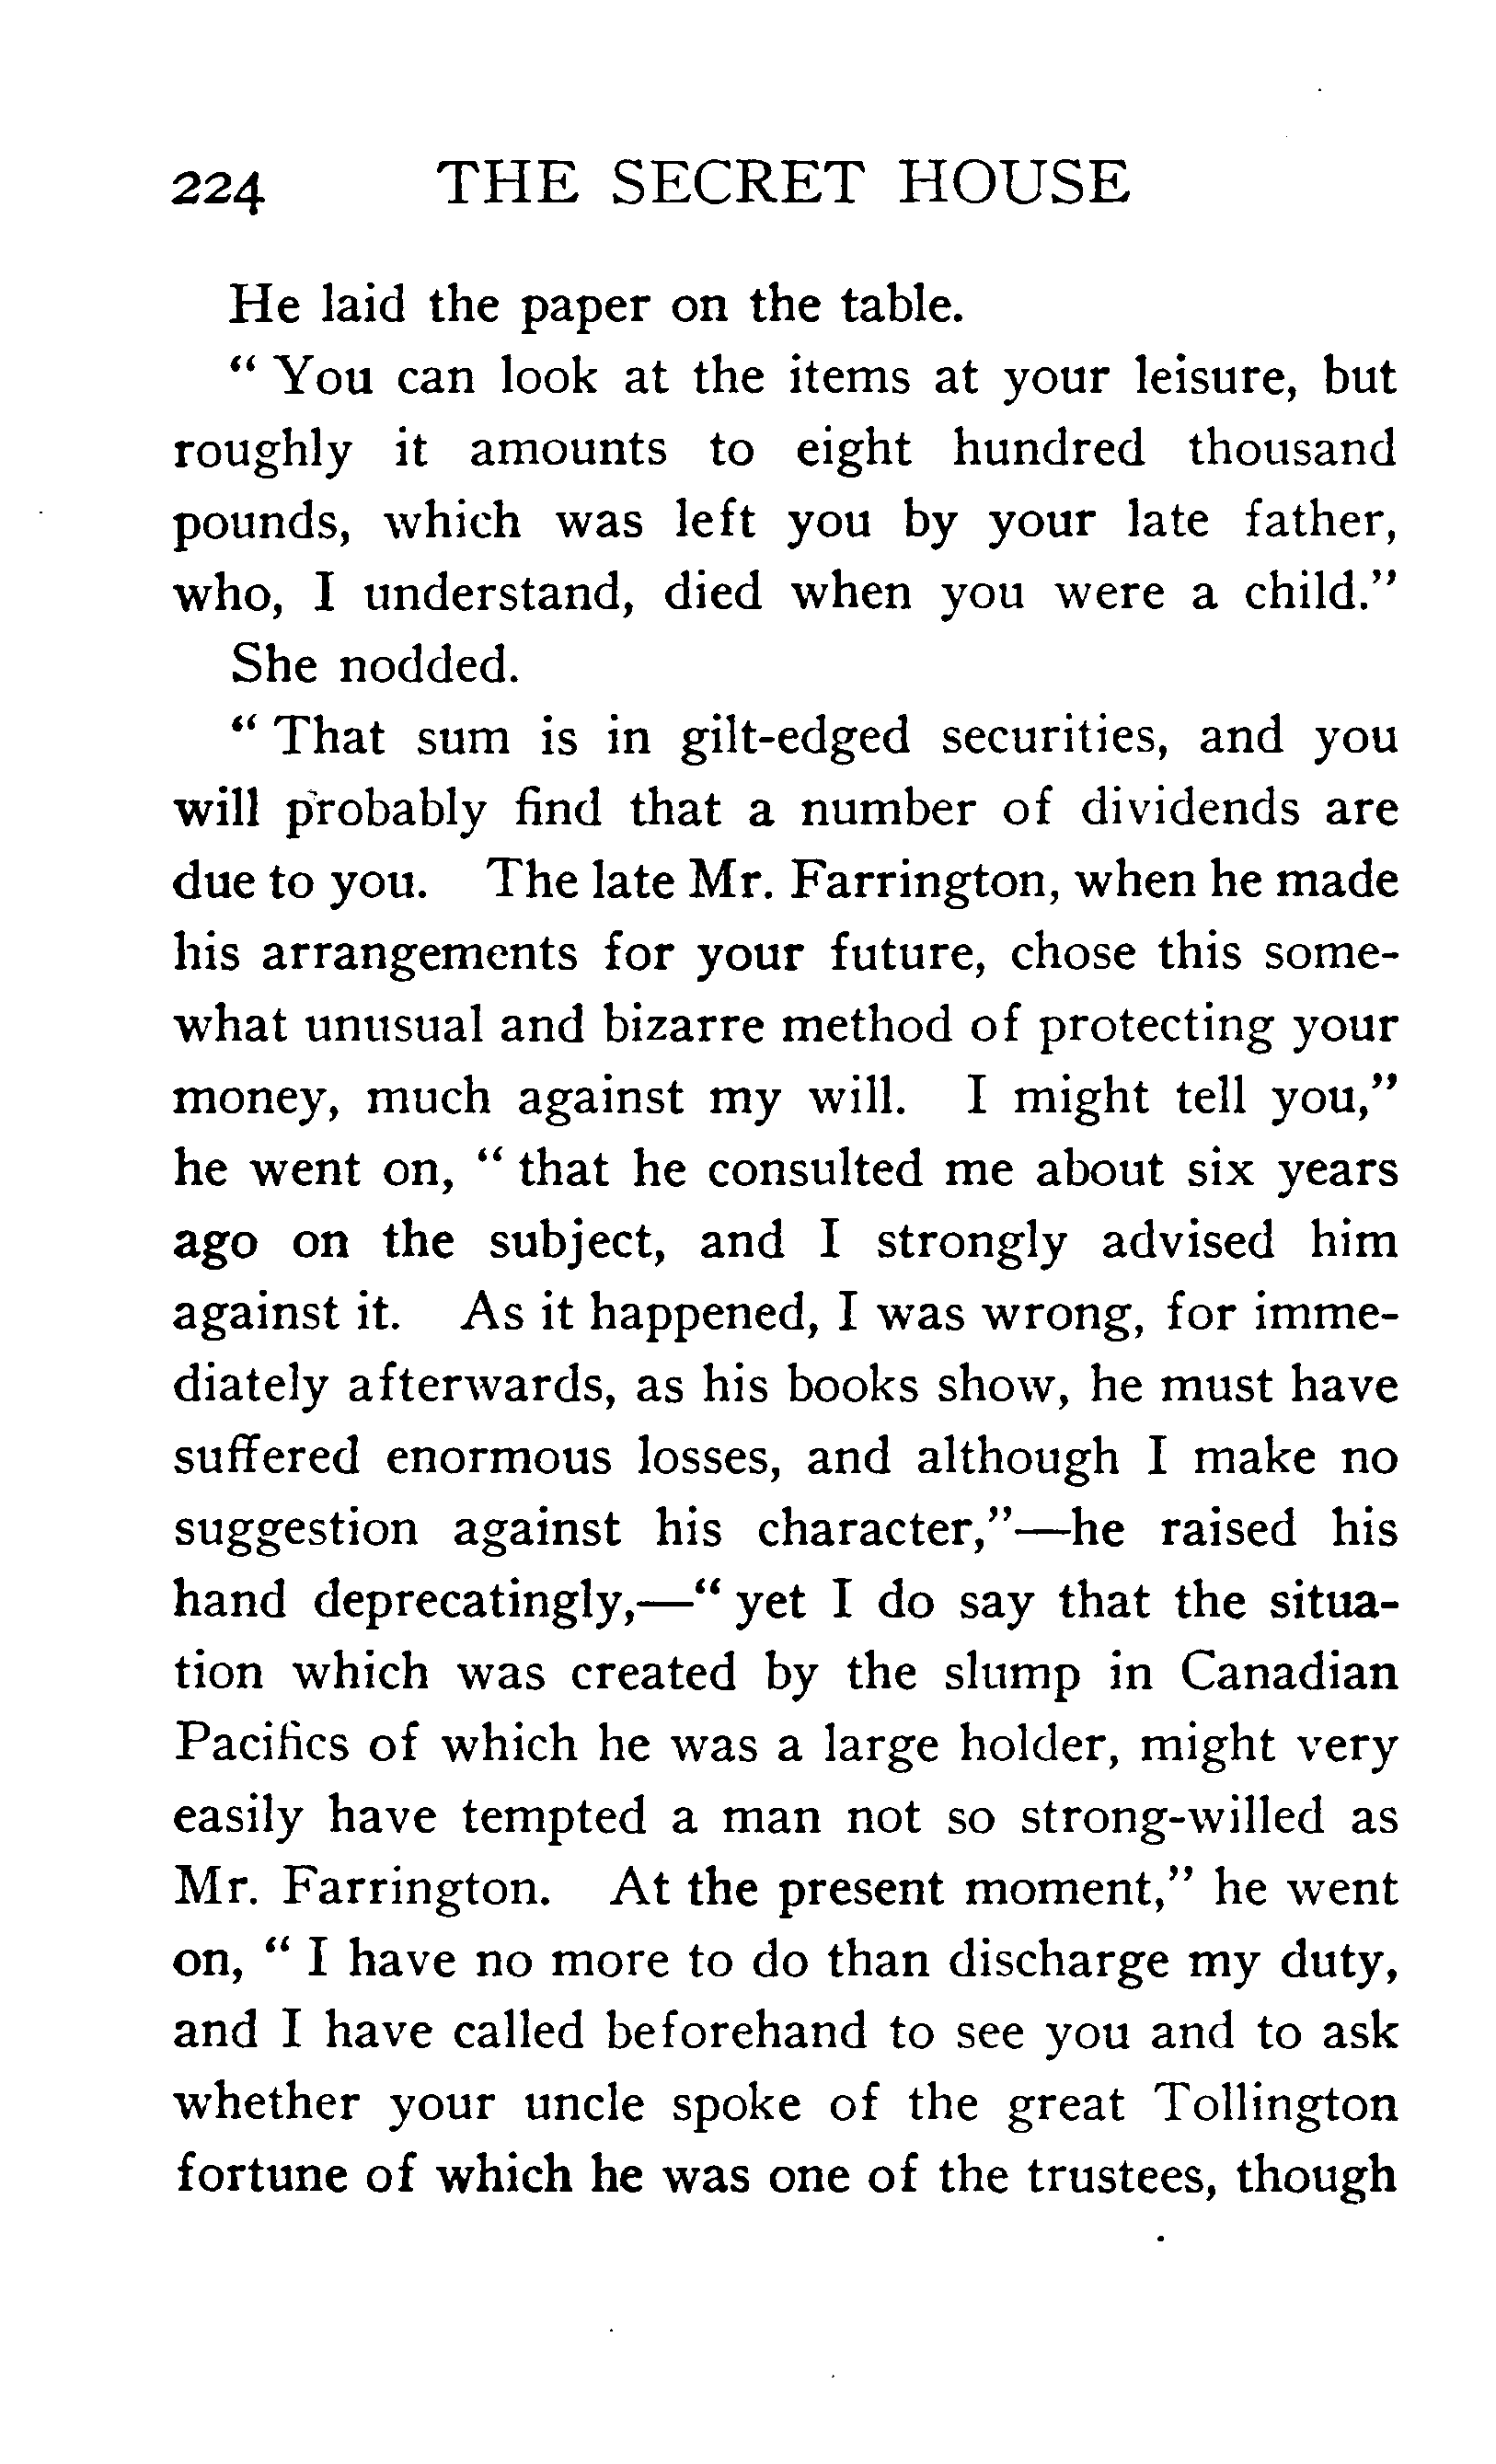 224 THE SECRET HOUSE
He laid the paper on the table.
" You can look at the items at your leisure, but
roughly it amounts to eight hundred thousand
pounds, which was left you by your late father,
who, I understand, died when you were a child."
She nodded.
" That sum is in gilt-edged securities, and you
will probably find that a number of dividends are
due to you. The late Mr. Farrington, when he made
his arrangements for your future, chose this some-
what unusual and bizarre method of protecting your
money, much against my will. I might tell you,"
he went on, " that he consulted me about six years
ago on the subject, and I strongly advised him
against it. As it happened, I was wrong, for imme-
diately afterwards, as his books show, he must have
suffered enormous losses, and although I make no
suggestion against his character,"—he raised his
hand deprecatingly,—" yet I do say that the situa-
tion which was created by the slump in Canadian
Pacifics of which he was a large holder, might very
easily have tempted a man not so strong-willed as
Mr. Farrington. At the present moment," he went
on, " I have no more to do than discharge my duty,
and I have called beforehand to see you and to ask
whether your uncle spoke of the great Tollington
fortune of which he was one of the trustees, though